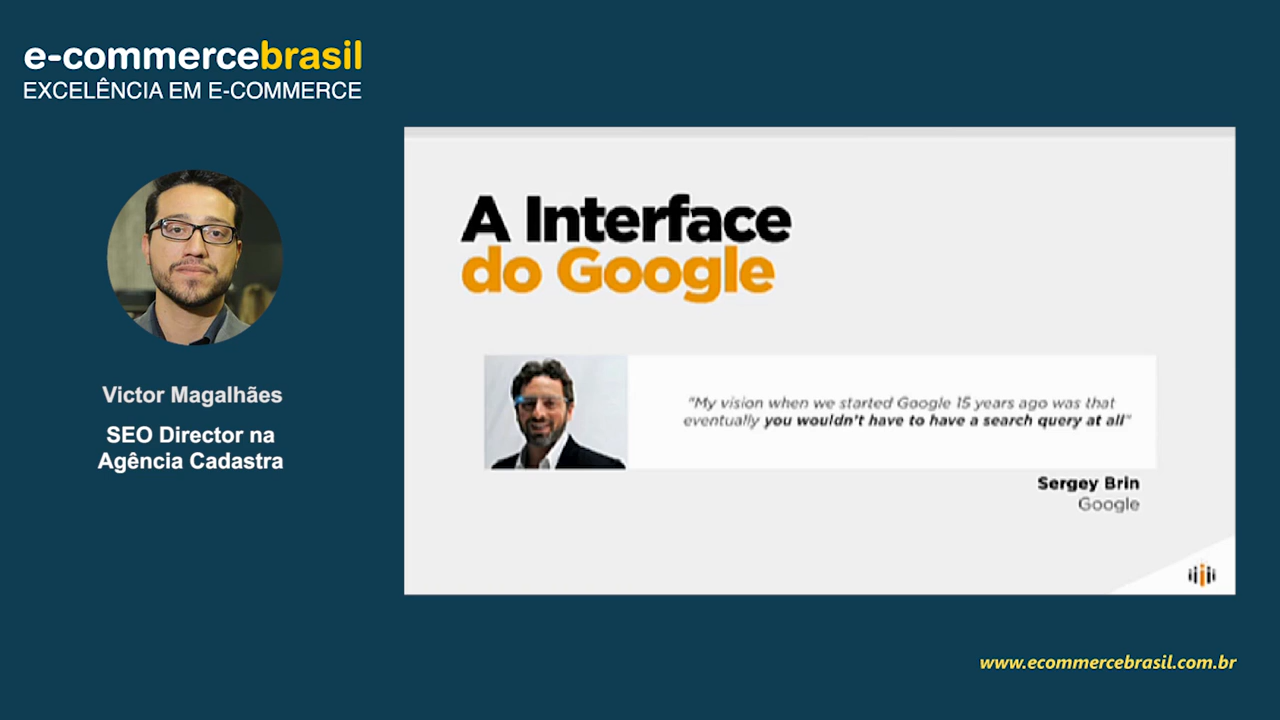 e-commercebrasil
EXCELÊNCIA EM E-COMMERCE
Victor Magalhães
SEO Director na
Agência Cadastra
A Interface
do Google
"My vision when we started Google 15 years ago was that
eventually you wouldn't have to have a search query at all"
Sergey Brin
Google
www.ecommercebrasil.com.br